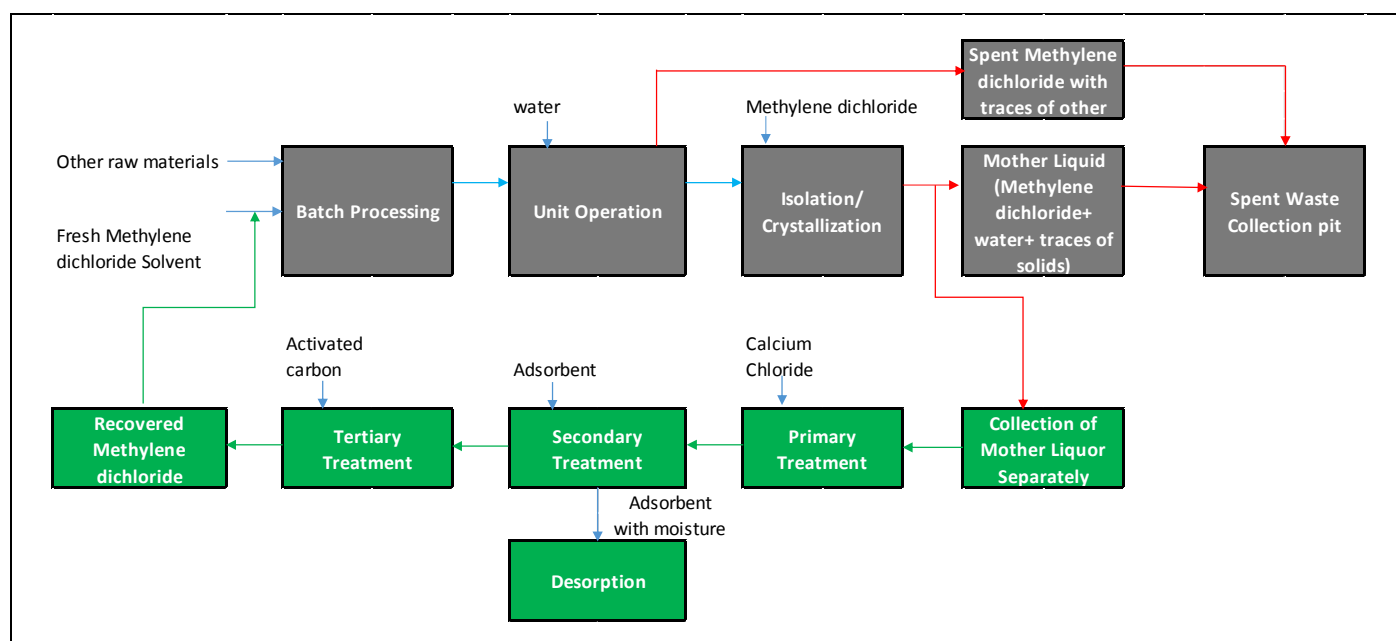 Spent Methylene
dichloride with
traces of other
water
Methylene dichloride
Other raw materials
Batch Processing
Unit Operation
Isolation/
Crystallization
Mother Liquid
(Methylene
dichloride+
water+ traces of
solids)
Spent Waste
Collection pit
Fresh Methylene
dichloride Solvent
Activated
carbon
Adsorbent
Calcium
Chloride
Recovered
Methylene
dichloride
Tertiary
Treatment
Secondary
Treatment
Primary
Treatment
Collection of
Mother Liquor
Separately
Adsorbent
with moisture
Desorption